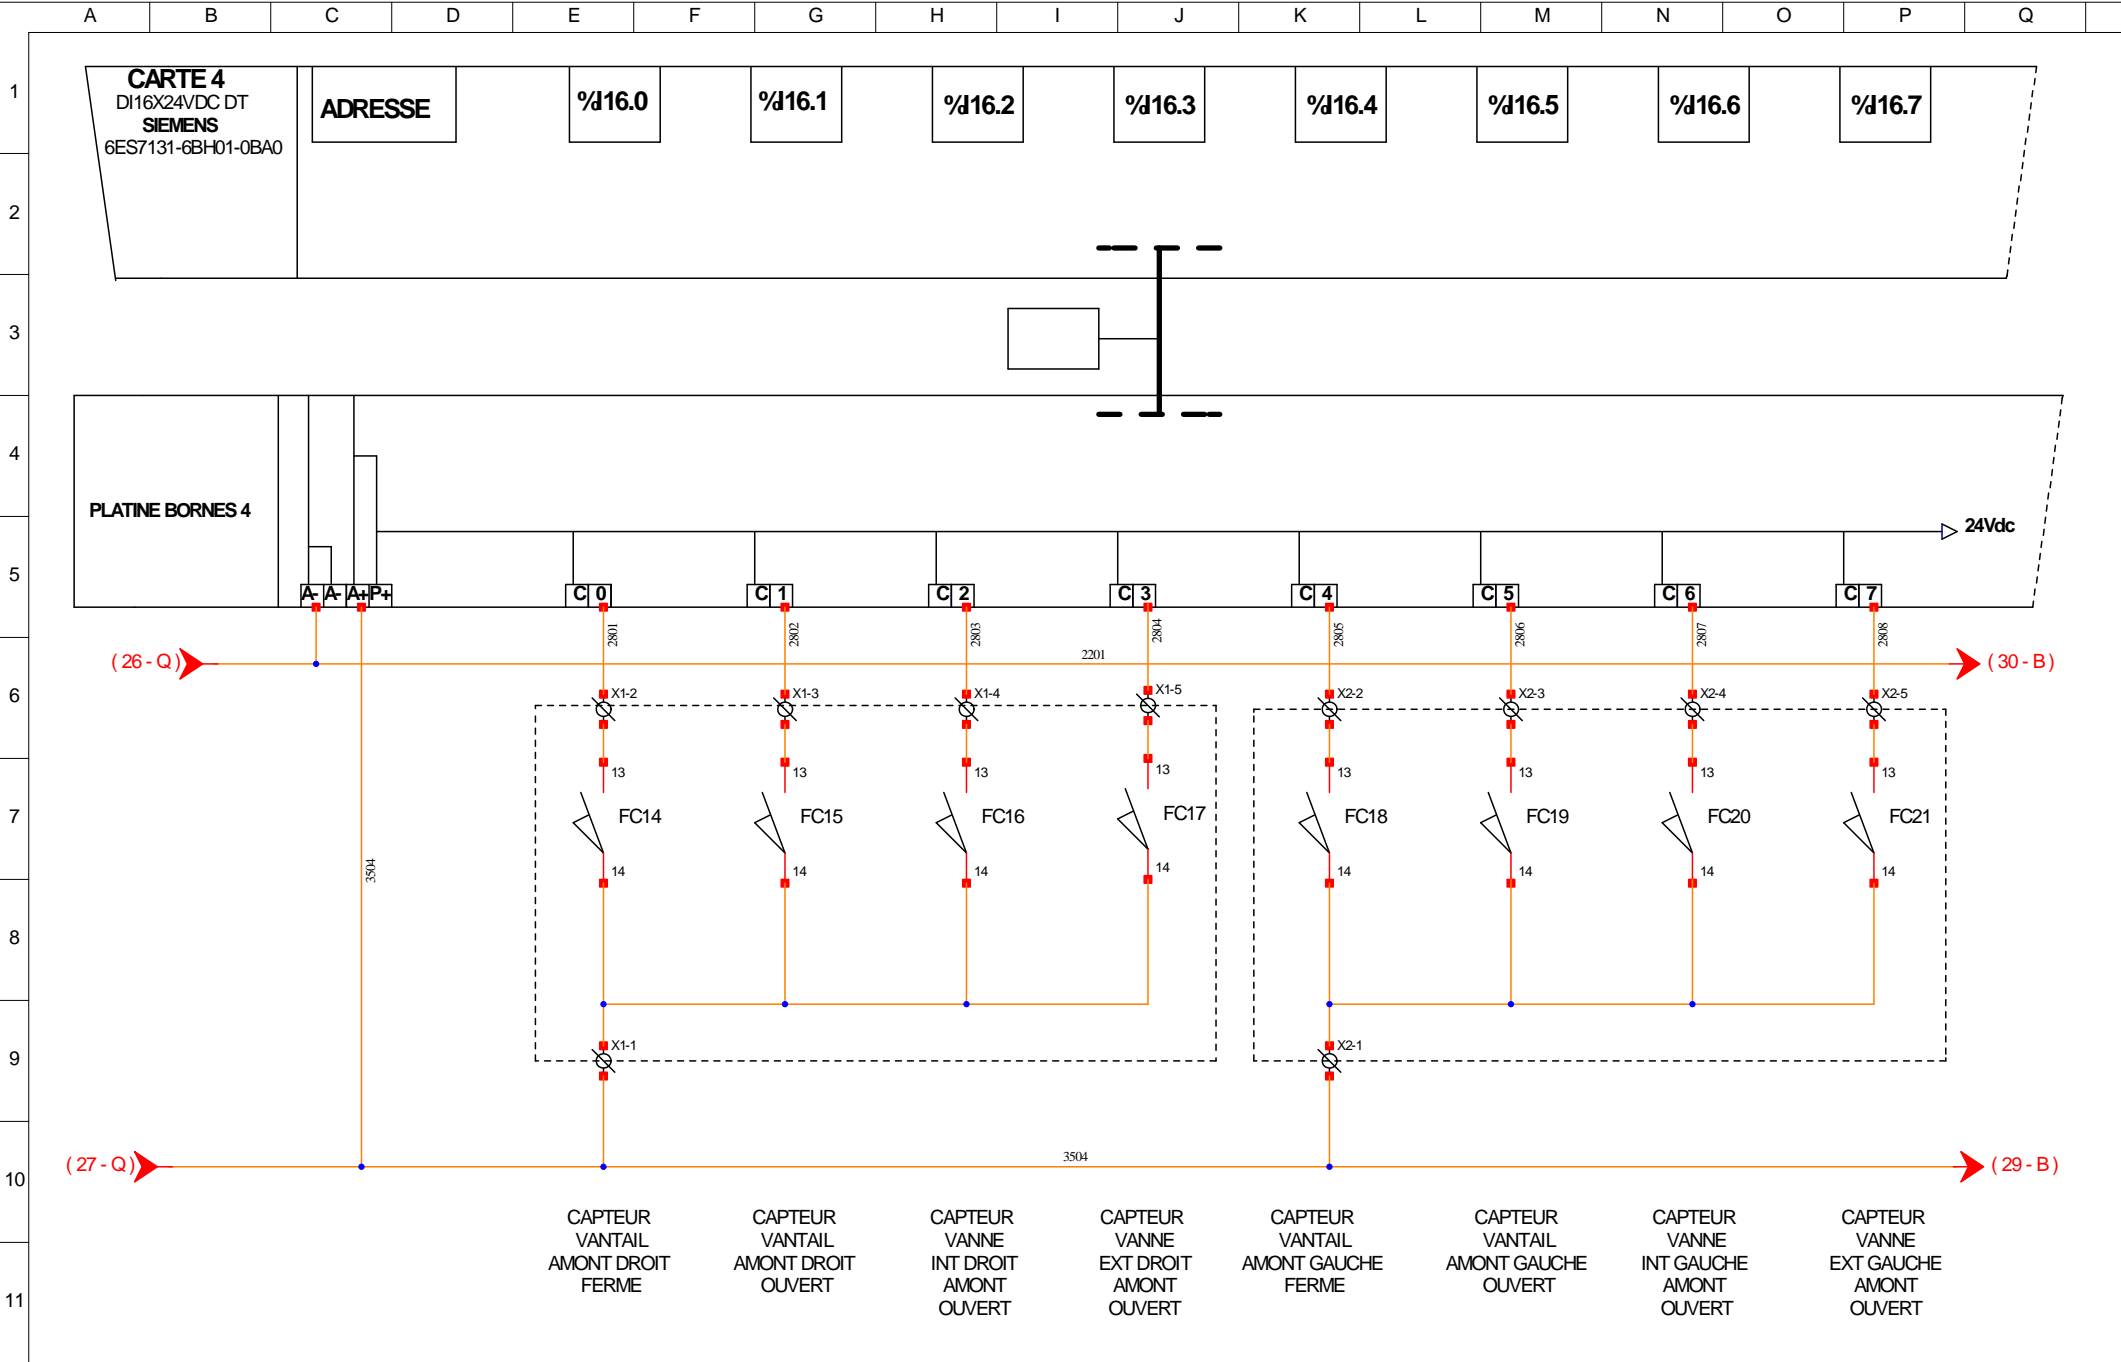 A B C D E F G H I J K L M N O P Q
1
CARTE 4
DI16X24VDC DT
SIEMENS
6ES7131-6BH01-0BA0
ADRESSE
%I16.0 %I16.1 %I16.2 %I16.3 %I16.4 %I16.5 %I16.6 %I16.7
2
3
4
PLATINE BORNES 4
24Vdc
5
A- A- A+ P+ C 0 C 1 C 2 C 3 C 4 C 5 C 6 C 7
2801 2802 2803 2804 2805 2806 2807 2808
(26-Q) 2201 (30-B)
6
X1-2 X1-3 X1-4 X1-5 X2-2 X2-3 X2-4 X2-5
13 13 13 13 13 13 13 13
7
FC14 FC15 FC16 FC17 FC18 FC19 FC20 FC21
3504
14 14 14 14 14 14 14 14
8
9
X1-1 X2-1
(27-Q) 3504 (29-B)
10
CAPTEUR
VANTAIL
AMONT DROIT
FERME
CAPTEUR
VANTAIL
AMONT DROIT
OUVERT
CAPTEUR
VANNE
INT DROIT
AMONT
OUVERT
CAPTEUR
VANNE
EXT DROIT
AMONT
OUVERT
CAPTEUR
VANTAIL
AMONT GAUCHE
FERME
CAPTEUR
VANTAIL
AMONT GAUCHE
OUVERT
CAPTEUR
VANNE
INT GAUCHE
AMONT
OUVERT
CAPTEUR
VANNE
EXT GAUCHE
AMONT
OUVERT
11